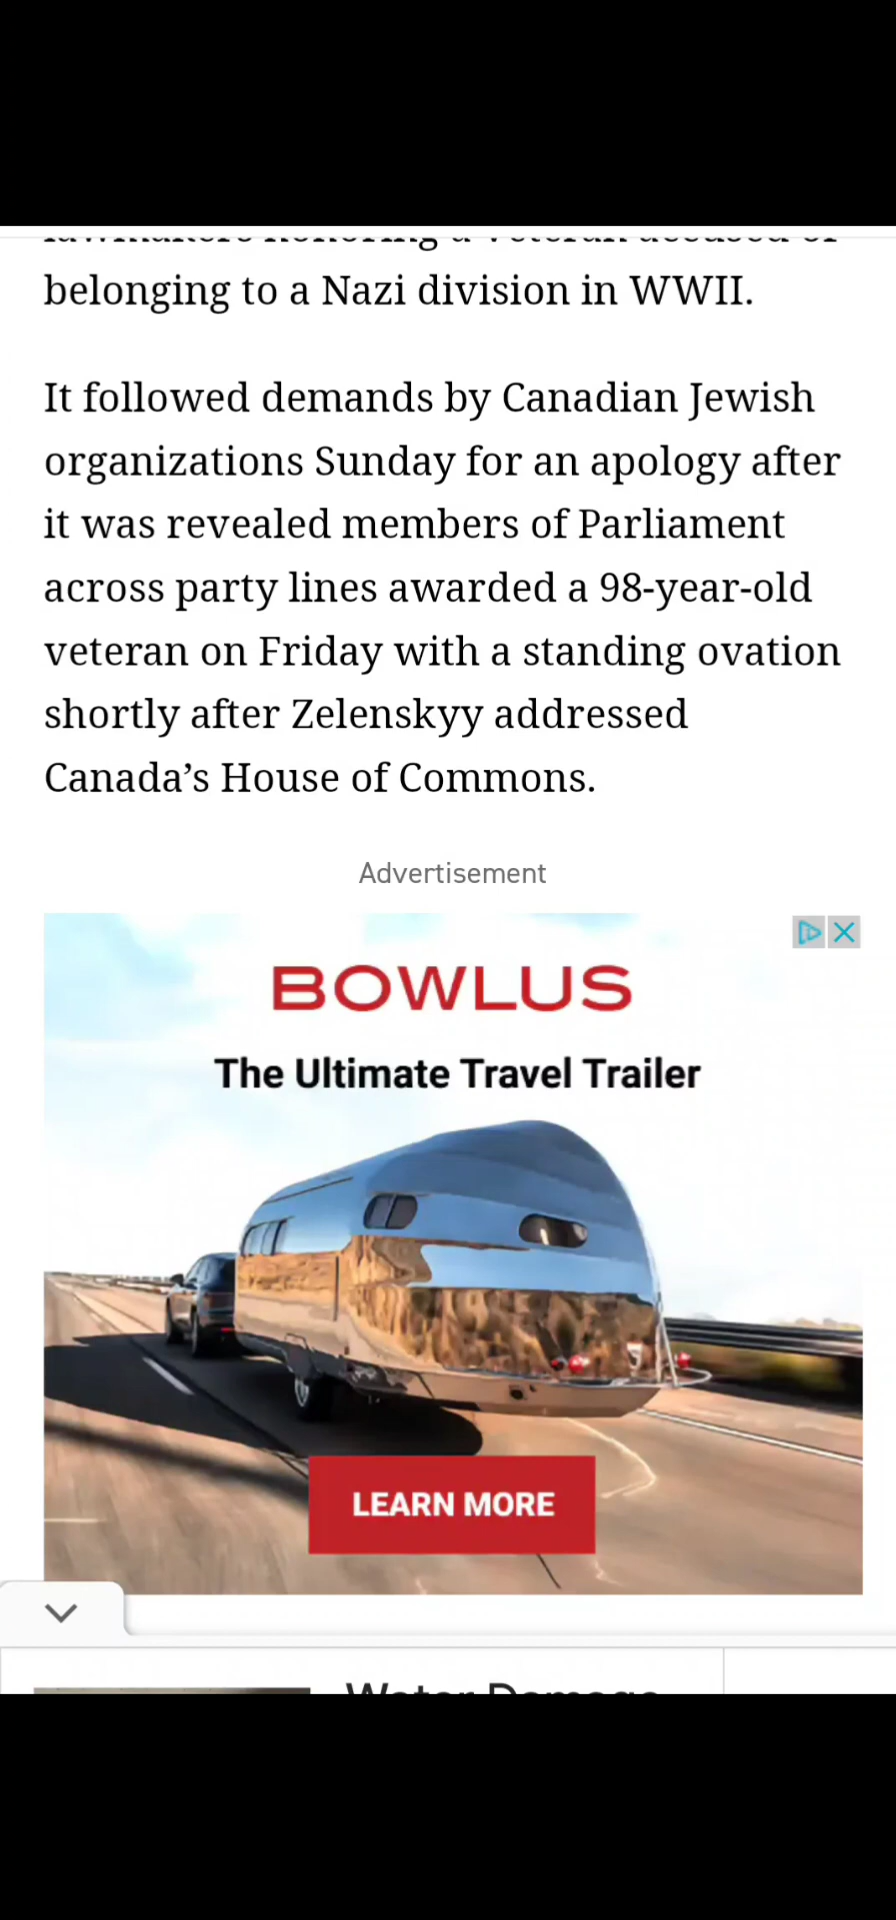 belonging to a Nazi division in WWII.
It followed demands by Canadian Jewish
organizations Sunday for an apology after
it was revealed members of Parliament
across party lines awarded a 98-year-old
veteran on Friday with a standing ovation
shortly after Zelenskyy addressed
Canada’s House of Commons.
Advertisement
BOWLUS
The Ultimate Travel Trailer
LEARN MORE
Water Damage